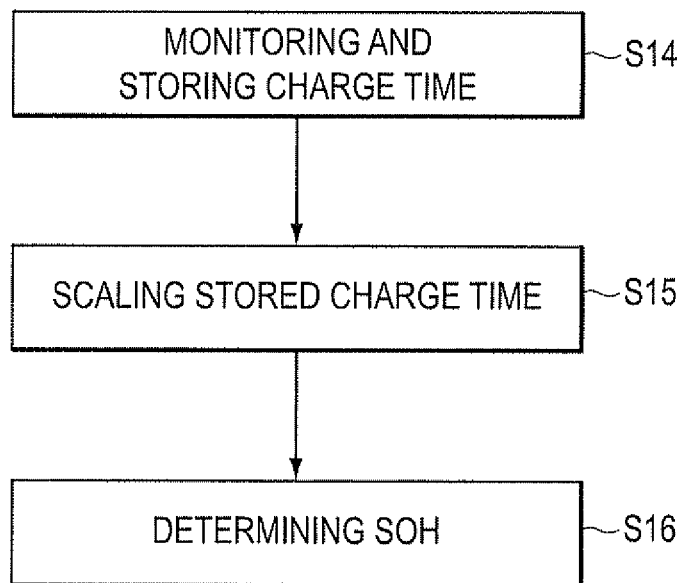 MONITORING AND
STORING CHARGE TIME
S14
SCALING STORED CHARGE TIME
S15
DETERMINING SOH
S16